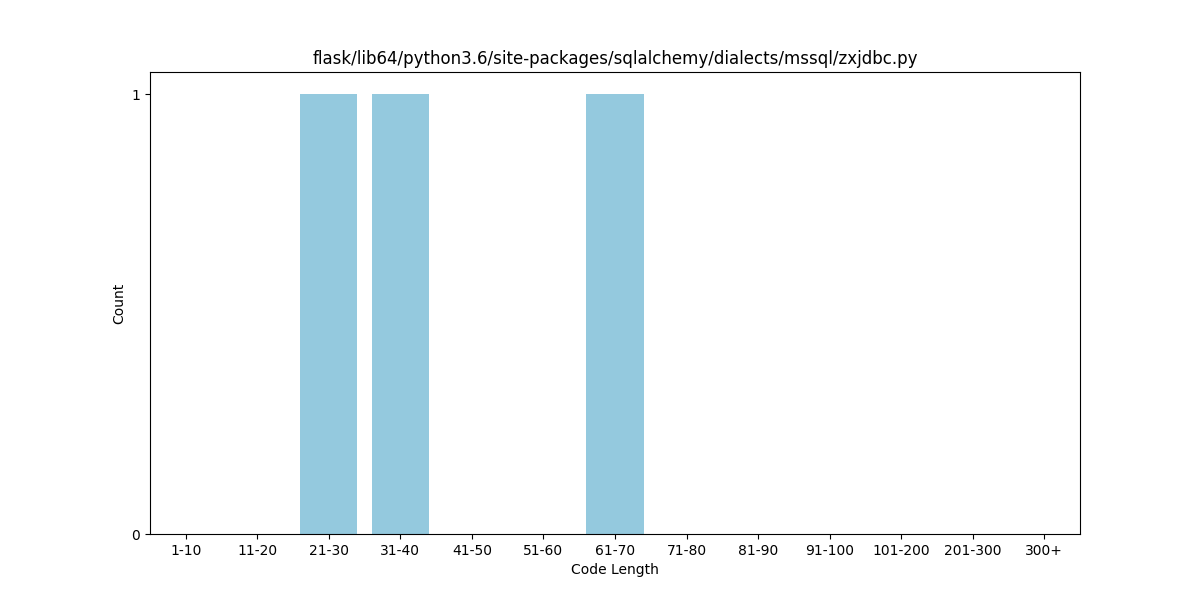 flask/lib64/python3.6/site-packages/sqlalchemy/dialects/mssql/zxjdbc.py
1
Count
0
1-10 11-20 21-30 31-40 41-50 51-60 61-70 71-80 81-90 91-100 101-200 201-300 300+
Code Length